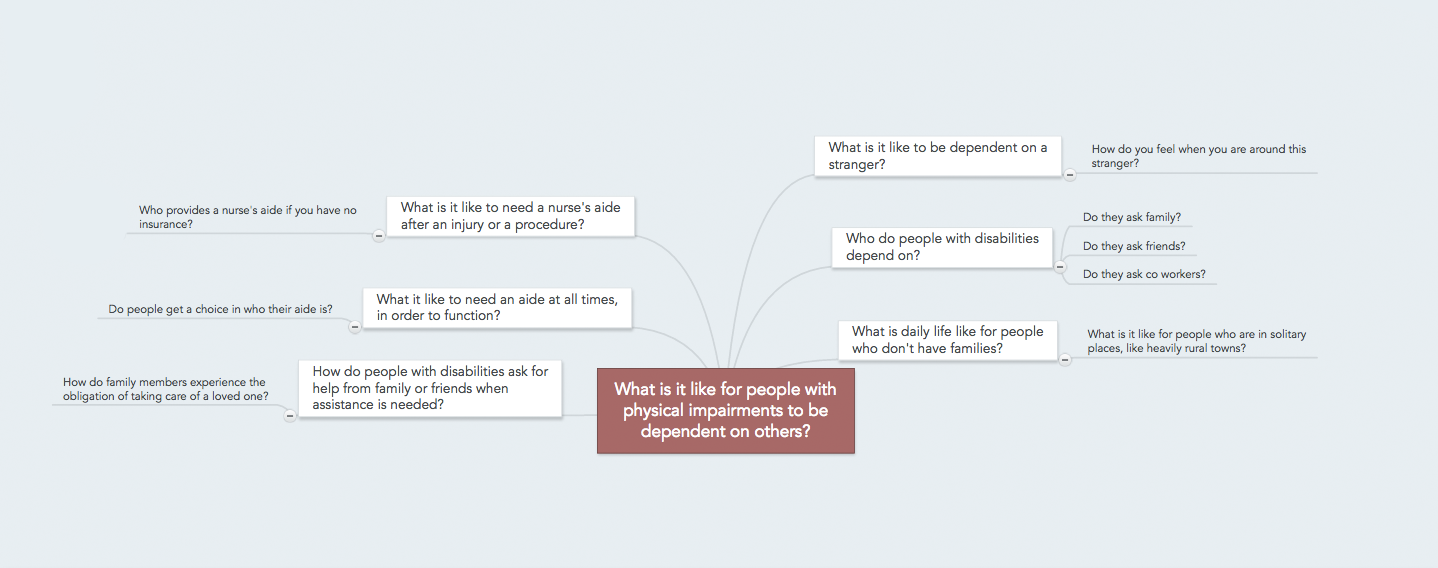 What is it like to be dependent on a
stranger?
How do you feel when you are around this
stranger?
Who provides a nurse's aide if you have no
insurance?
What is it like to need a nurse's aide
after an injury or a procedure?
Who do people with disabilities
depend on?
Do they ask family?
Do they ask friends?
Do they ask co workers?
Do people get a choice in who their aide is?
What it like to need an aide at all times,
in order to function?
What is daily life like for people
who don't have families?
What is it like for people who are in solitary
places, like heavily rural towns?
How do family members experience the
obligation of taking care of a loved one?
How do people with disabilities ask for
help from family or friends when
assistance is needed?
What is it like for people with
physical impairments to be
dependent on others?